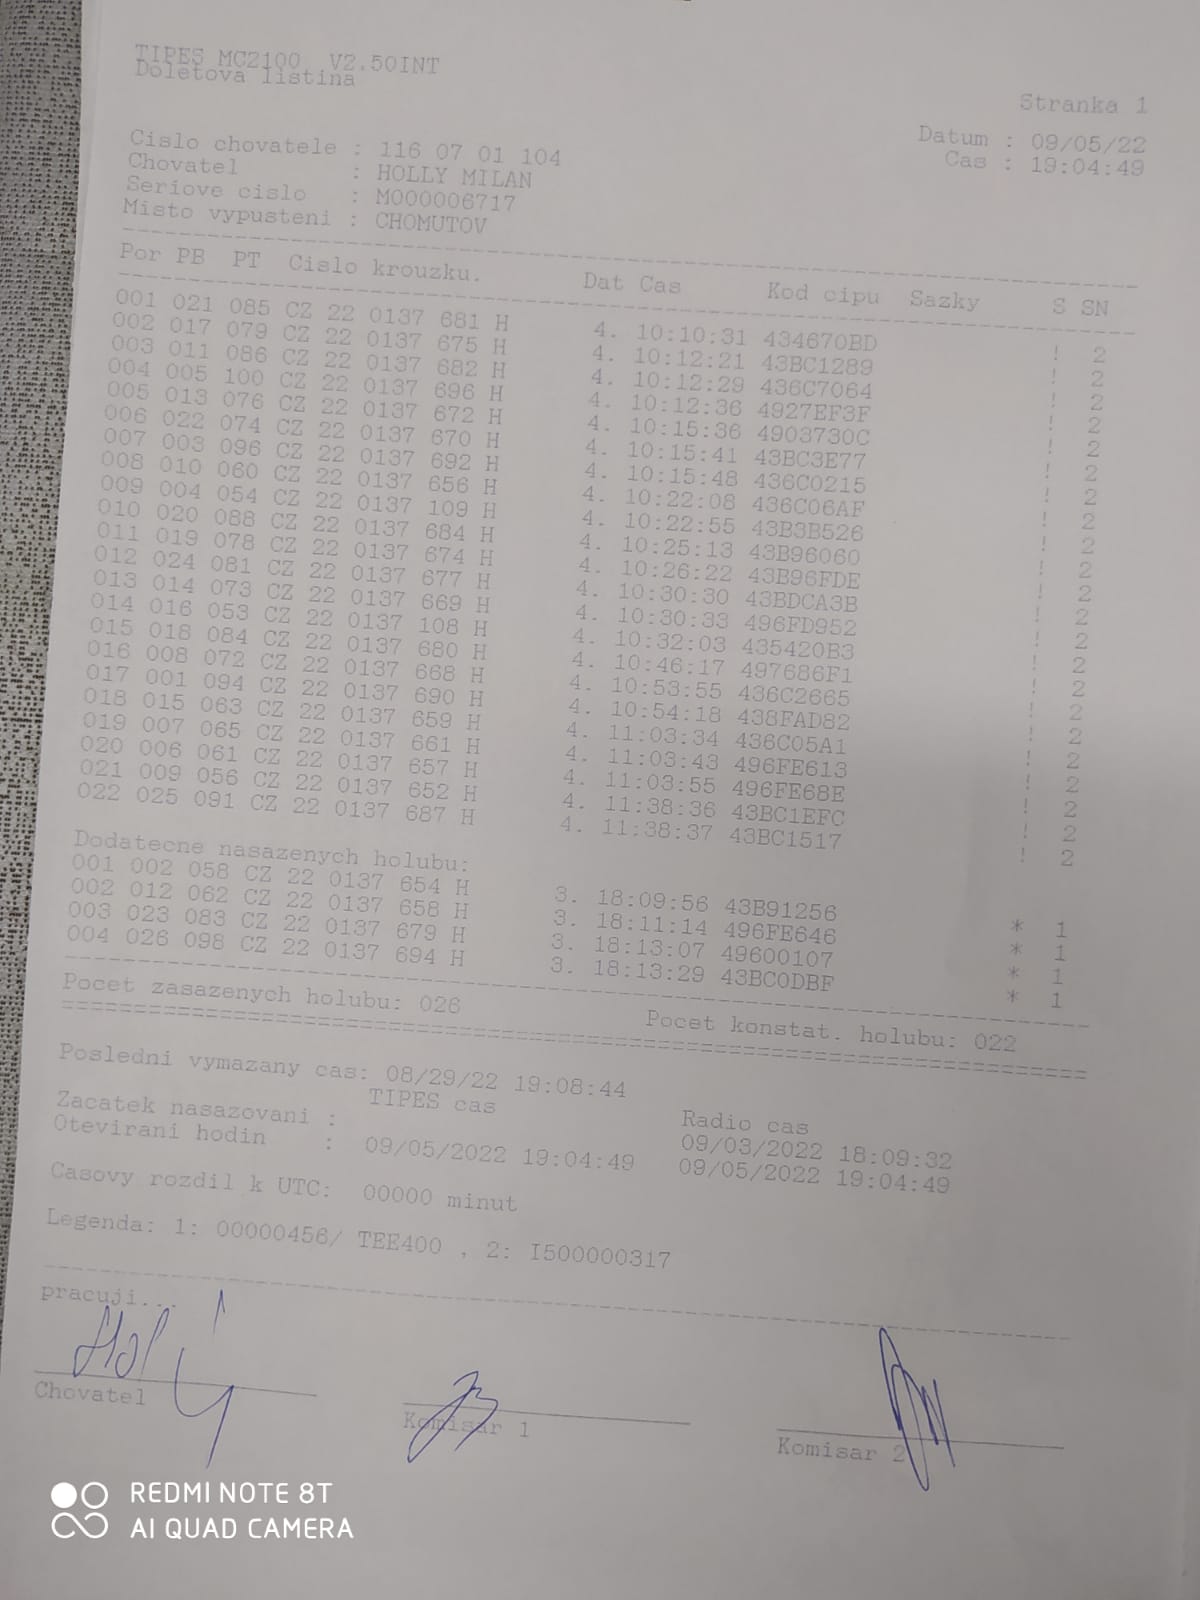 TIPES MC2100  V2.50INT
Doletova listina
Stranka 1
Datum : 09/05/22
Cas : 19:04:49
Cislo chovatele : 116 07 01 104
Chovatel : HOLLY MILAN
Seriove cislo : M000006717
Misto vypusteni : CHOMUTOV
Por PB PT Cislo krouzku. Dat Cas Kod cipu Sazky S SN
001 021 085 CZ 22 0137 681 H 4. 10:10:31 434670BD ! 2
002 017 079 CZ 22 0137 675 H 4. 10:12:21 43BC1289 ! 2
003 011 086 CZ 22 0137 682 H 4. 10:12:29 436C7064 ! 2
004 005 100 CZ 22 0137 696 H 4. 10:12:36 4927EF3F ! 2
005 013 076 CZ 22 0137 672 H 4. 10:15:36 4903730C ! 2
006 022 074 CZ 22 0137 670 H 4. 10:15:41 43BC3E77 ! 2
007 003 096 CZ 22 0137 692 H 4. 10:15:48 436C0215 ! 2
008 010 060 CZ 22 0137 656 H 4. 10:22:08 436C06AF ! 2
009 004 054 CZ 22 0137 109 H 4. 10:22:55 43B3B526 ! 2
010 020 088 CZ 22 0137 684 H 4. 10:25:13 43B96060 ! 2
011 019 078 CZ 22 0137 674 H 4. 10:26:22 43B96FDE ! 2
012 024 081 CZ 22 0137 677 H 4. 10:30:30 43BDCA3B ! 2
013 014 073 CZ 22 0137 669 H 4. 10:30:33 496FD952 ! 2
014 016 053 CZ 22 0137 108 H 4. 10:32:03 435420B3 ! 2
015 018 084 CZ 22 0137 680 H 4. 10:46:17 497686F1 ! 2
016 008 072 CZ 22 0137 668 H 4. 10:53:55 436C2665 ! 2
017 001 094 CZ 22 0137 690 H 4. 10:54:18 438FAD82 ! 2
018 015 063 CZ 22 0137 659 H 4. 11:03:34 436C05A1 ! 2
019 007 065 CZ 22 0137 661 H 4. 11:03:43 496FE613 ! 2
020 006 061 CZ 22 0137 657 H 4. 11:03:55 496FE68E ! 2
021 009 056 CZ 22 0137 652 H 4. 11:38:36 43BC1EFC ! 2
022 025 091 CZ 22 0137 687 H 4. 11:38:37 43BC1517 ! 2
Dodatecne nasazenych holubu:
001 002 058 CZ 22 0137 654 H 3. 18:09:56 43B91256 * 1
002 012 062 CZ 22 0137 658 H 3. 18:11:14 496FE646 * 1
003 023 083 CZ 22 0137 679 H 3. 18:13:07 49600107 * 1
004 026 098 CZ 22 0137 694 H 3. 18:13:29 43BC0DBF * 1
Pocet zasazenych holubu: 026 Pocet konstat. holubu: 022
Posledni vymazany cas: 08/29/22 19:08:44
TIPES cas Radio cas
Zacatek nasazovani : 09/03/2022 18:09:32
Otevirani hodin : 09/05/2022 19:04:49 09/05/2022 19:04:49
Casovy rozdil k UTC: 00000 minut
Legenda: 1: 00000456/ TEE400 , 2: I500000317
pracuji...
Chovatel
Komisar 1
Komisar 2
REDMI NOTE 8T
AI QUAD CAMERA